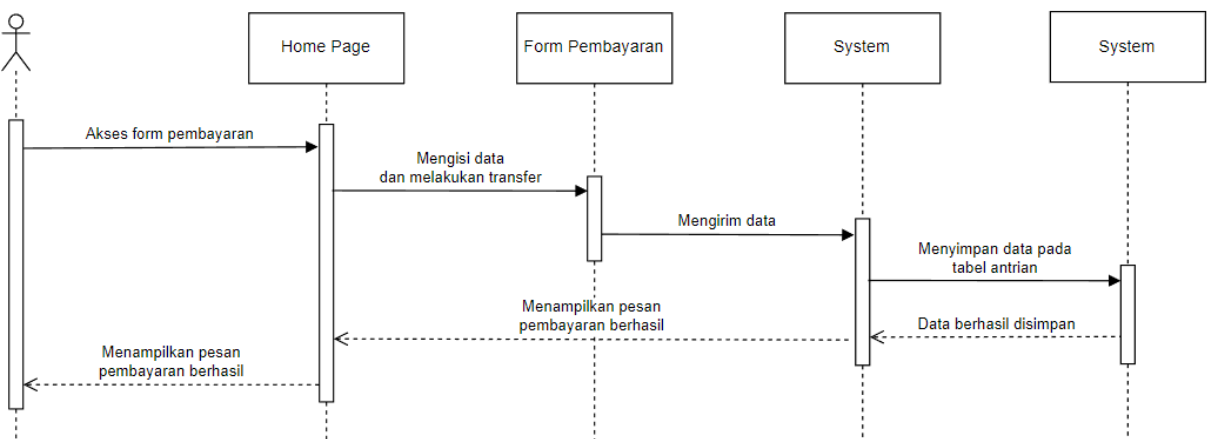 Home Page
Form Pembayaran
System
System
Akses form pembayaran
Mengisi data
dan melakukan transfer
Mengirim data
Menyimpan data pada
tabel antrian
Menampilkan pesan
pembayaran berhasil
Data berhasil disimpan
Menampilkan pesan
pembayaran berhasil